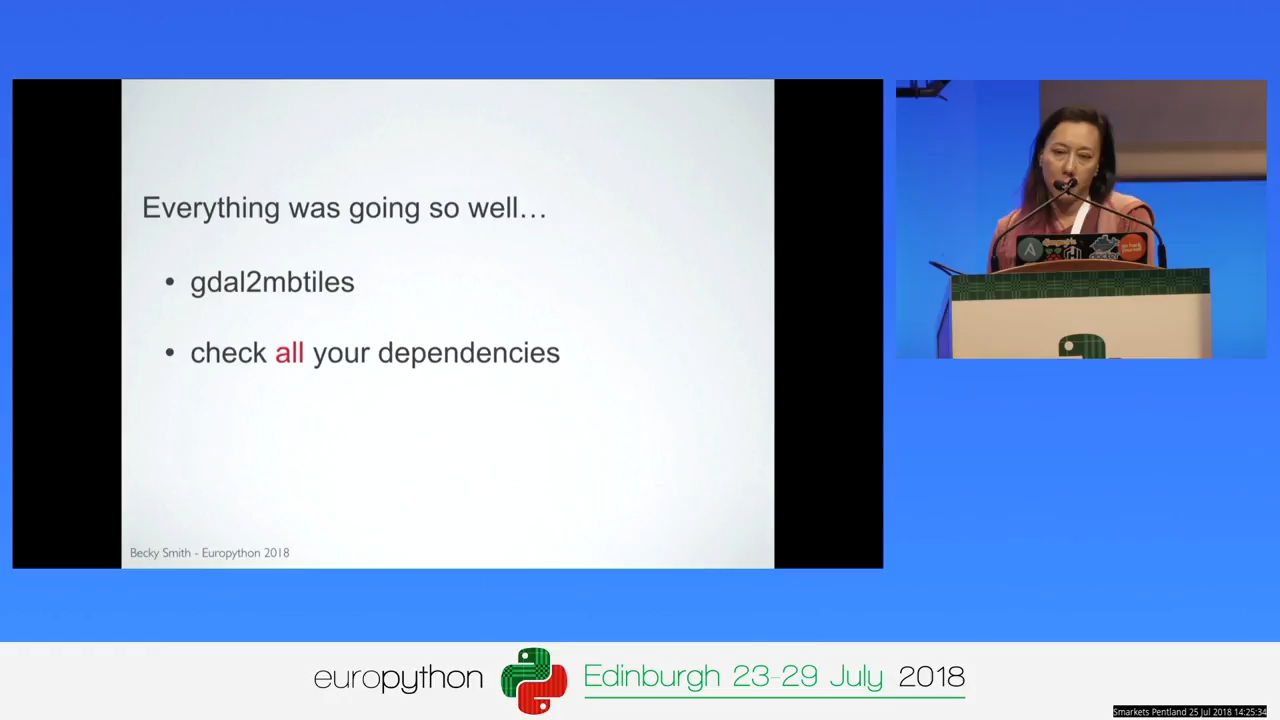 Everything was going so well…
• gdal2mbtiles
• check all your dependencies
Becky Smith - Europython 2018
europython
Edinburgh 23-29 July 2018
Smarkets Pentland 25 Jul 2018 14:25:34